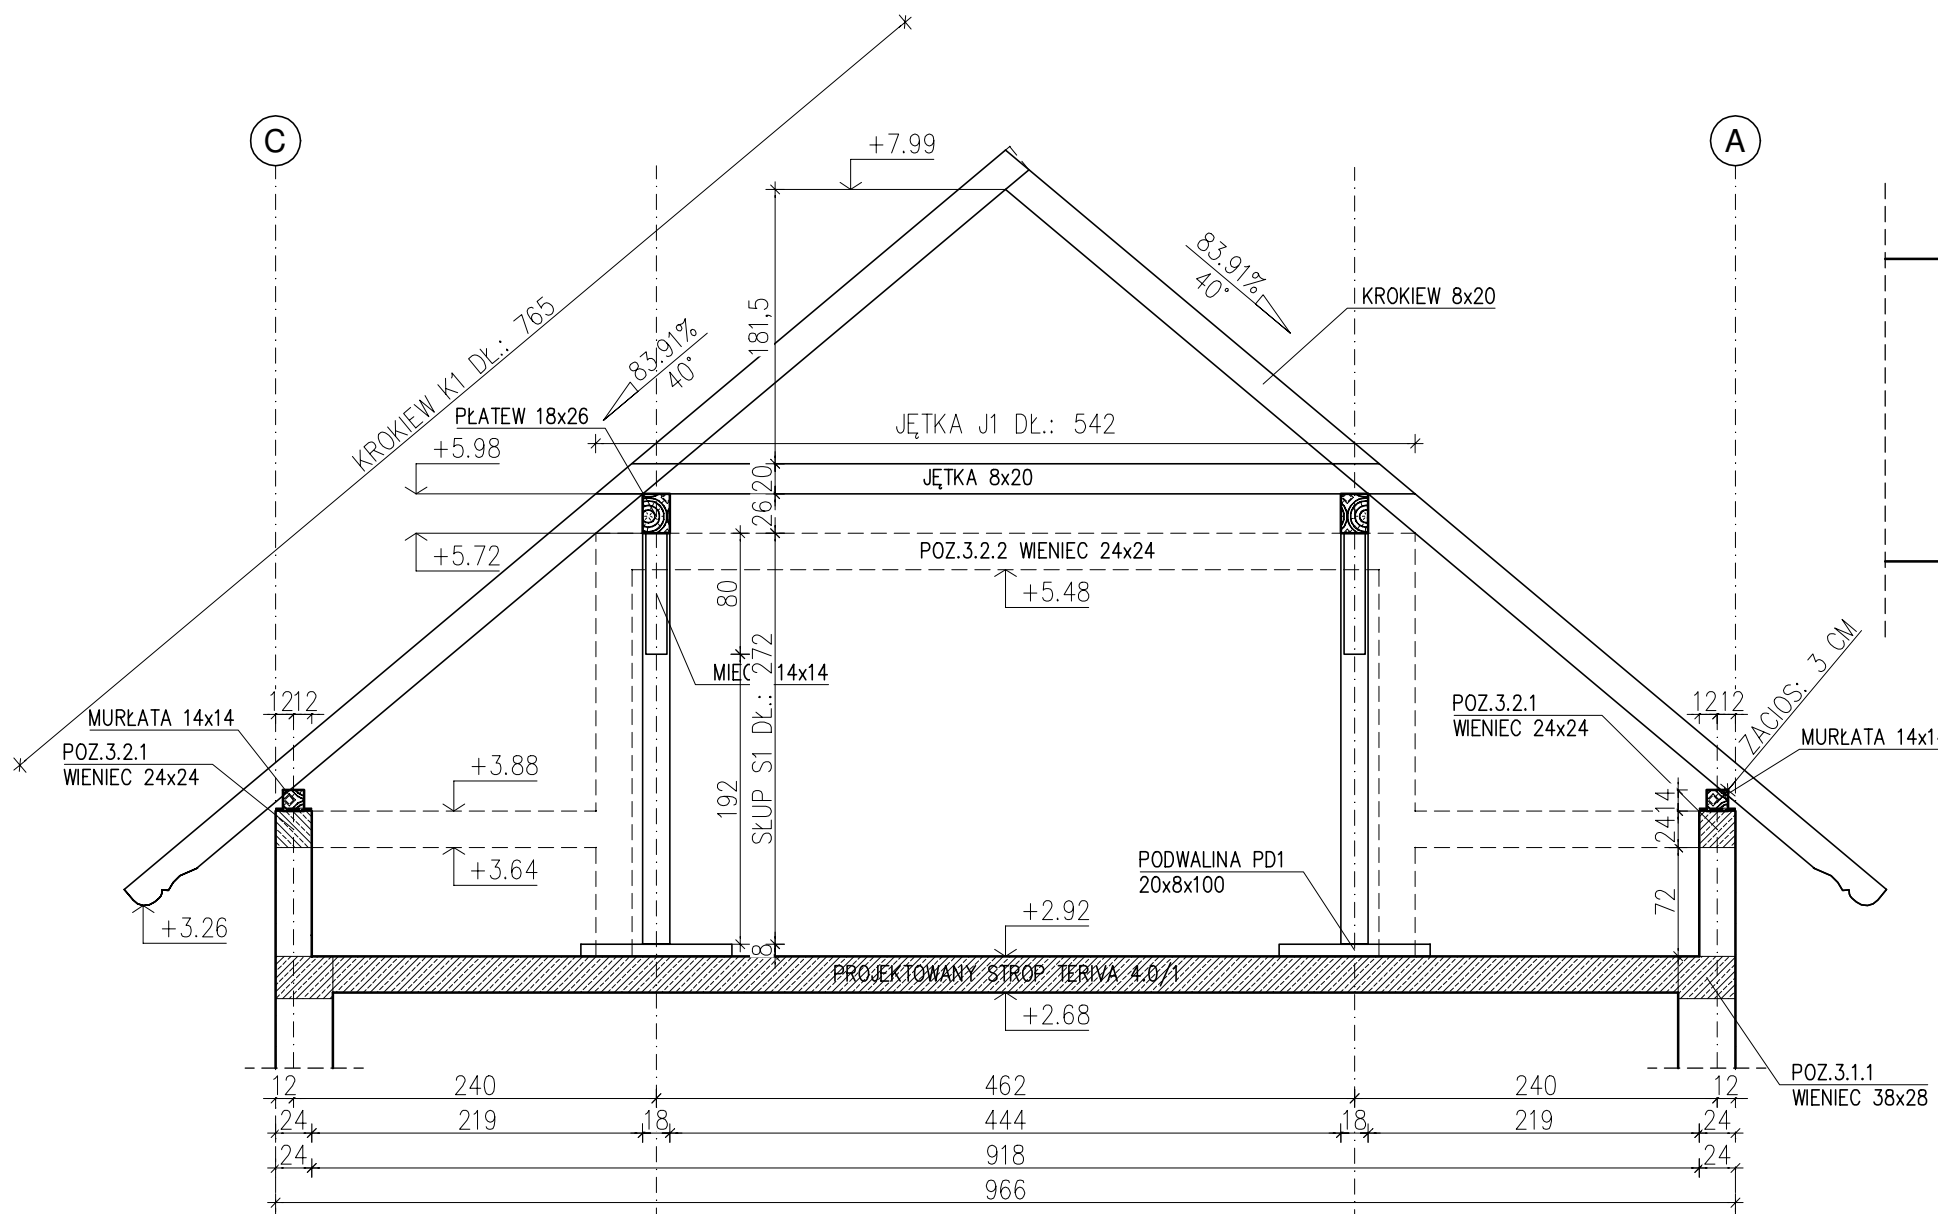 C
A
+7.99
83.91%
40°
KROKIEW 8x20
181,5
KROKIEW K1 DŁ.: 765
83.91%
40°
PŁATEW 18x26
JĘTKA J1 DŁ.: 542
+5.98
JĘTKA 8x20
20
26
+5.72
POZ.3.2.2 WIENIEC 24x24
80
+5.48
SŁUP S1 DŁ.: 272
14x14
192
ZACIOS: 3 CM
1212
1212
MURŁATA 14x14
POZ.3.2.1
WIENIEC 24x24
POZ.3.2.1
WIENIEC 24x24
MURŁATA 14x1
+3.88
14
24
+3.64
PODWALINA PD1
20x8x100
72
+3.26
+2.92
8
PROJEKTOWANY STROP TERIVA 4.0/1
+2.68
POZ.3.1.1
WIENIEC 38x28
12 240 462 240 12
24 219 18 444 18 219 24
24 918 24
966